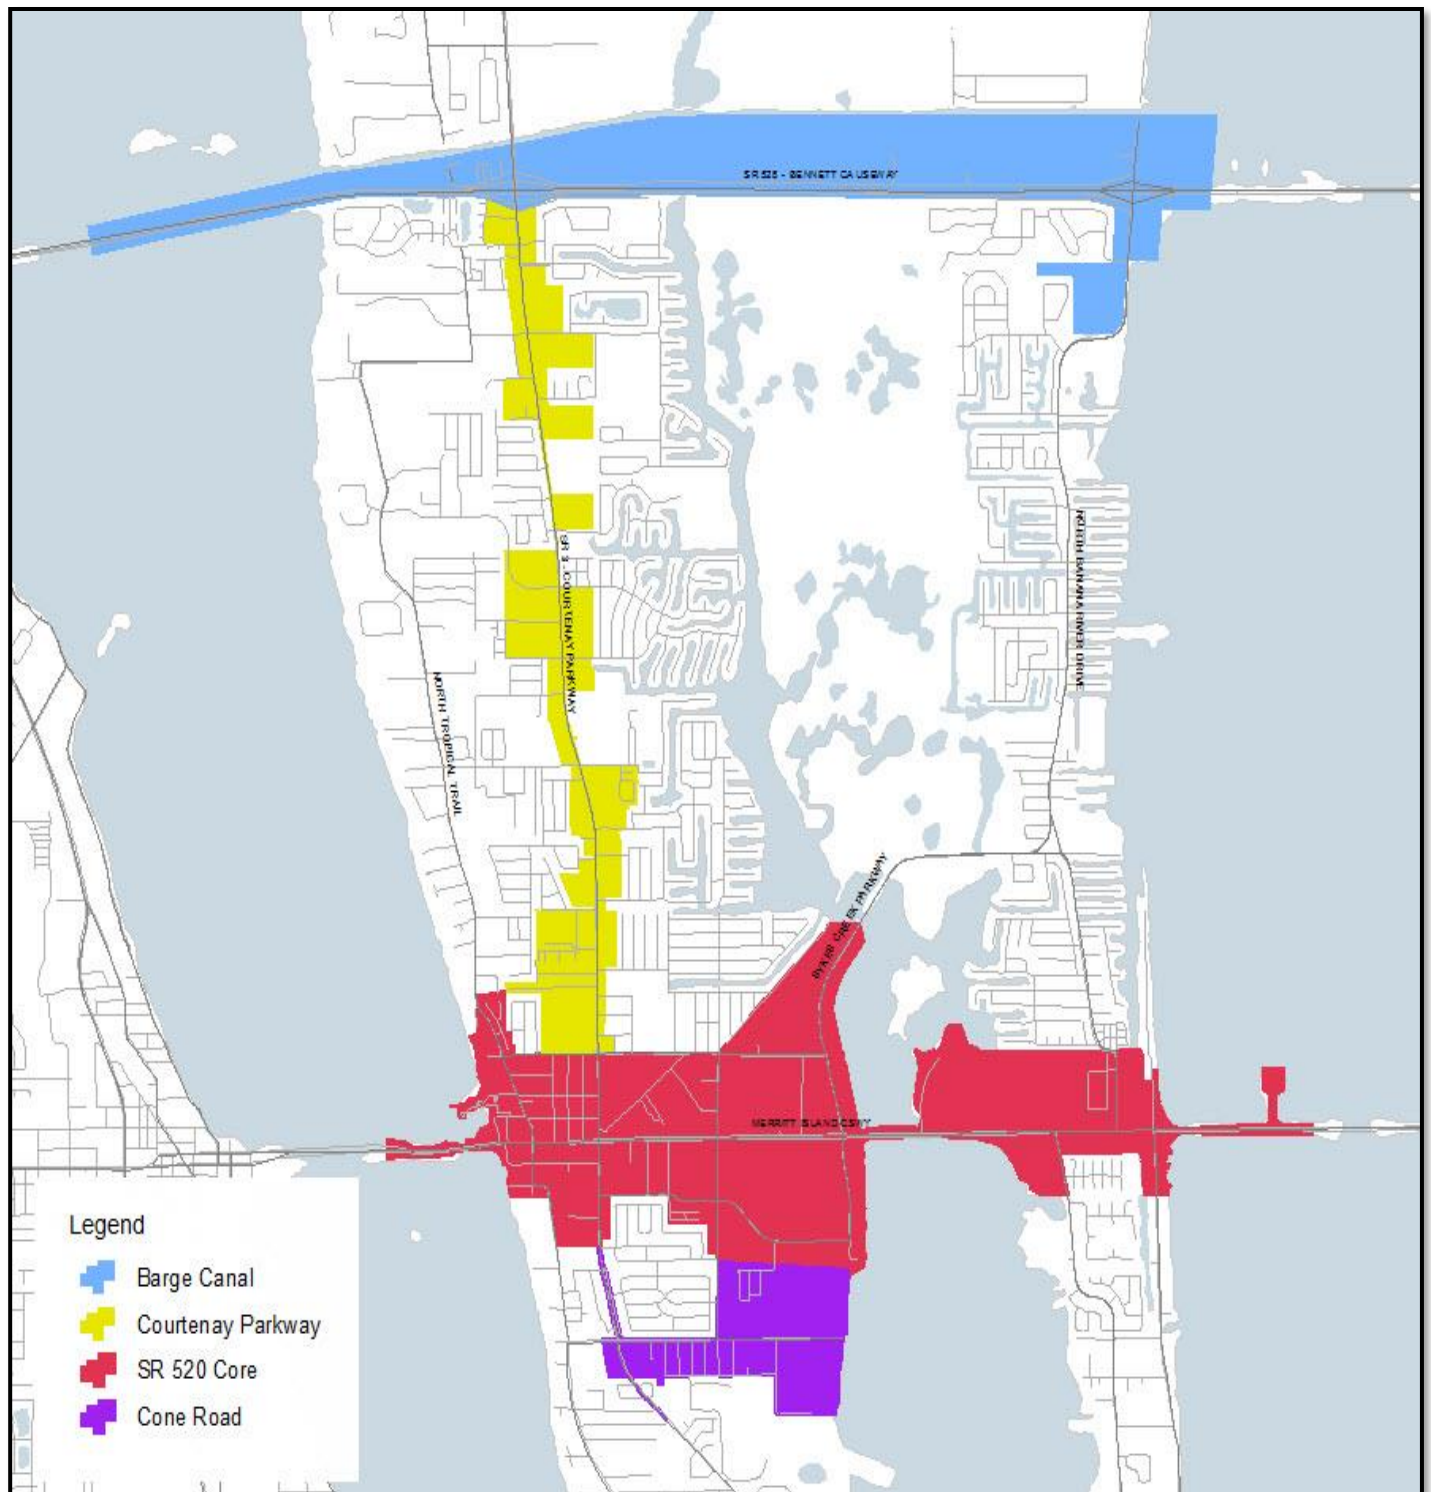 SR 528 - BENNETT CAUSEWAY
NORTH BANANA RIVER DRIVE
SR 3 - COURTENAY PARKWAY
NORTH TROPICAL TRAIL
SYKES CREEK PARKWAY
MERRITT ISLAND CSWY
Legend
Barge Canal
Courtenay Parkway
SR 520 Core
Cone Road